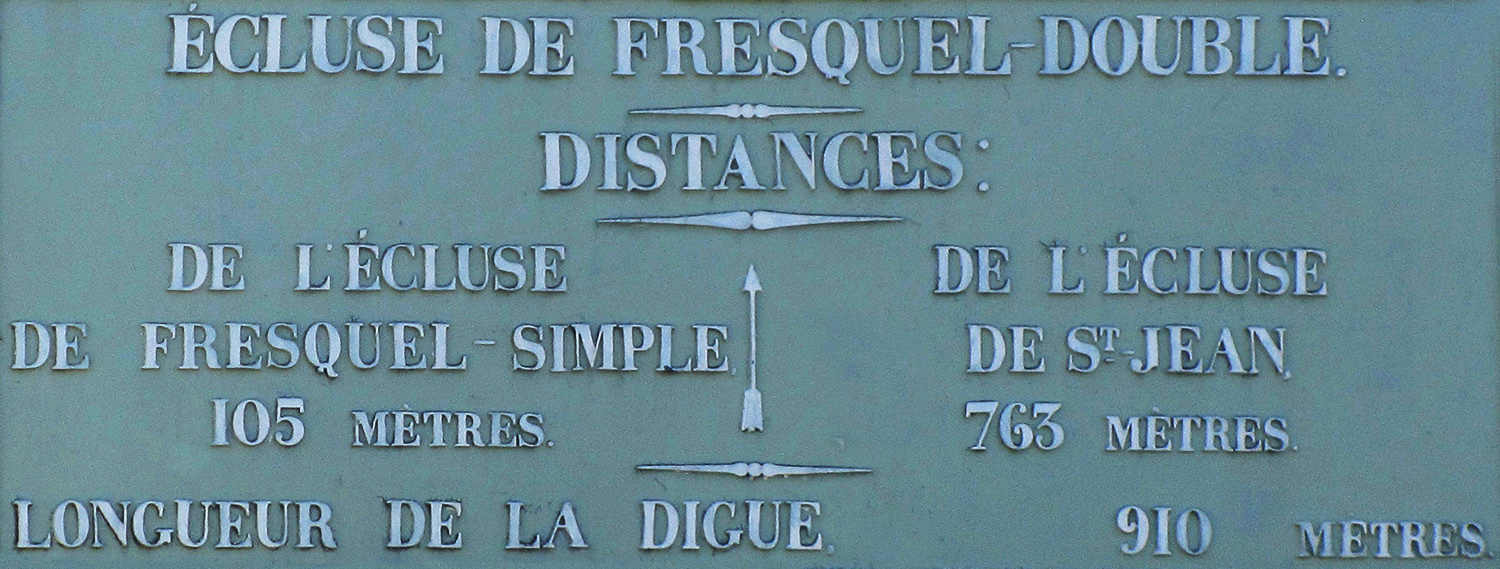 ÉCLUSE DE FRESQUEL-DOUBLE.
DISTANCES:
DE L'ÉCLUSE
DE FRESQUEL-SIMPLE.
105 MÈTRES.
DE L'ÉCLUSE
DE ST-JEAN.
763 MÈTRES.
LONGUEUR DE LA DIGUE. 910 MÈTRES.